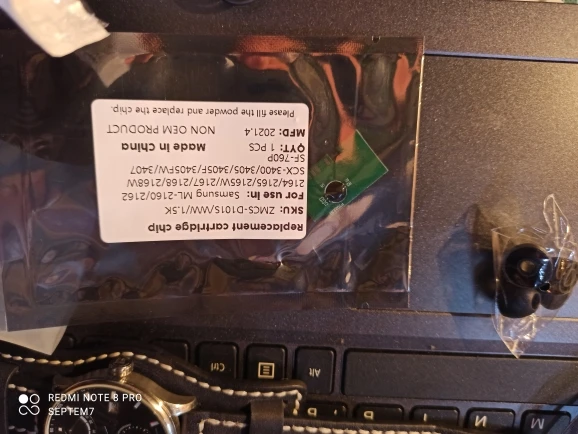 Replacement cartridge chip
SKU: ZMCS-D101S/WW/1.5K
For use in: Samsung ML-2160/2162
2164/2165/2165W/2167/2168/2168W
SCX-3400/3405/3405F/3405FW/3407
SF-760P
QYT: 1 PCS Made in China
MFD: 2021.4 NON OEM PRODUCT
Please fill the powder and replace the chip.
Ctrl
Alt
REDMI NOTE 8 PRO
SEPTEM7